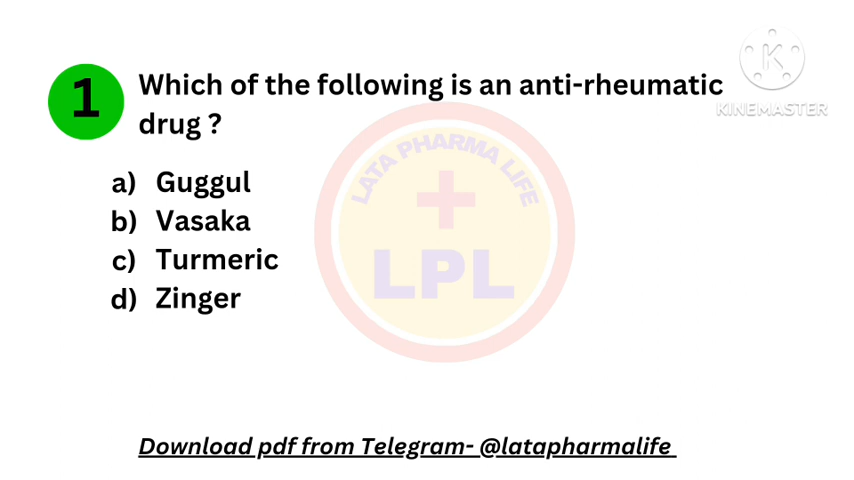 1
Which of the following is an anti-rheumatic
drug ?
a) Guggul
b) Vasaka
c) Turmeric
d) Zinger
LATA PHARMA LIFE
LPL
K
KINEMASTER
Download pdf from Telegram- @latapharmalife